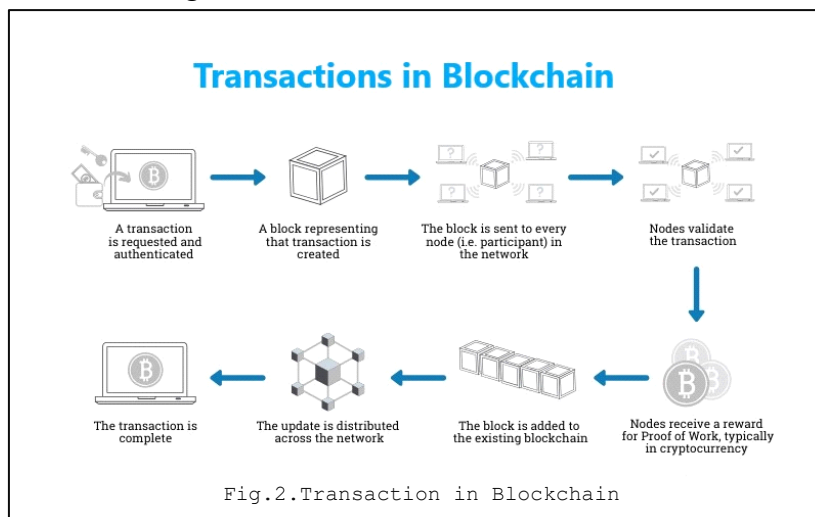 Transactions in Blockchain
A transaction
is requested and
authenticated
A block representing
that transaction is
created
The block is sent to every
node (i.e. participant) in
the network
Nodes validate
the transaction
Nodes receive a reward
for Proof of Work, typically
in cryptocurrency
The block is added to
the existing blockchain
The update is distributed
across the network
The transaction is
complete
Fig.2.Transaction in Blockchain